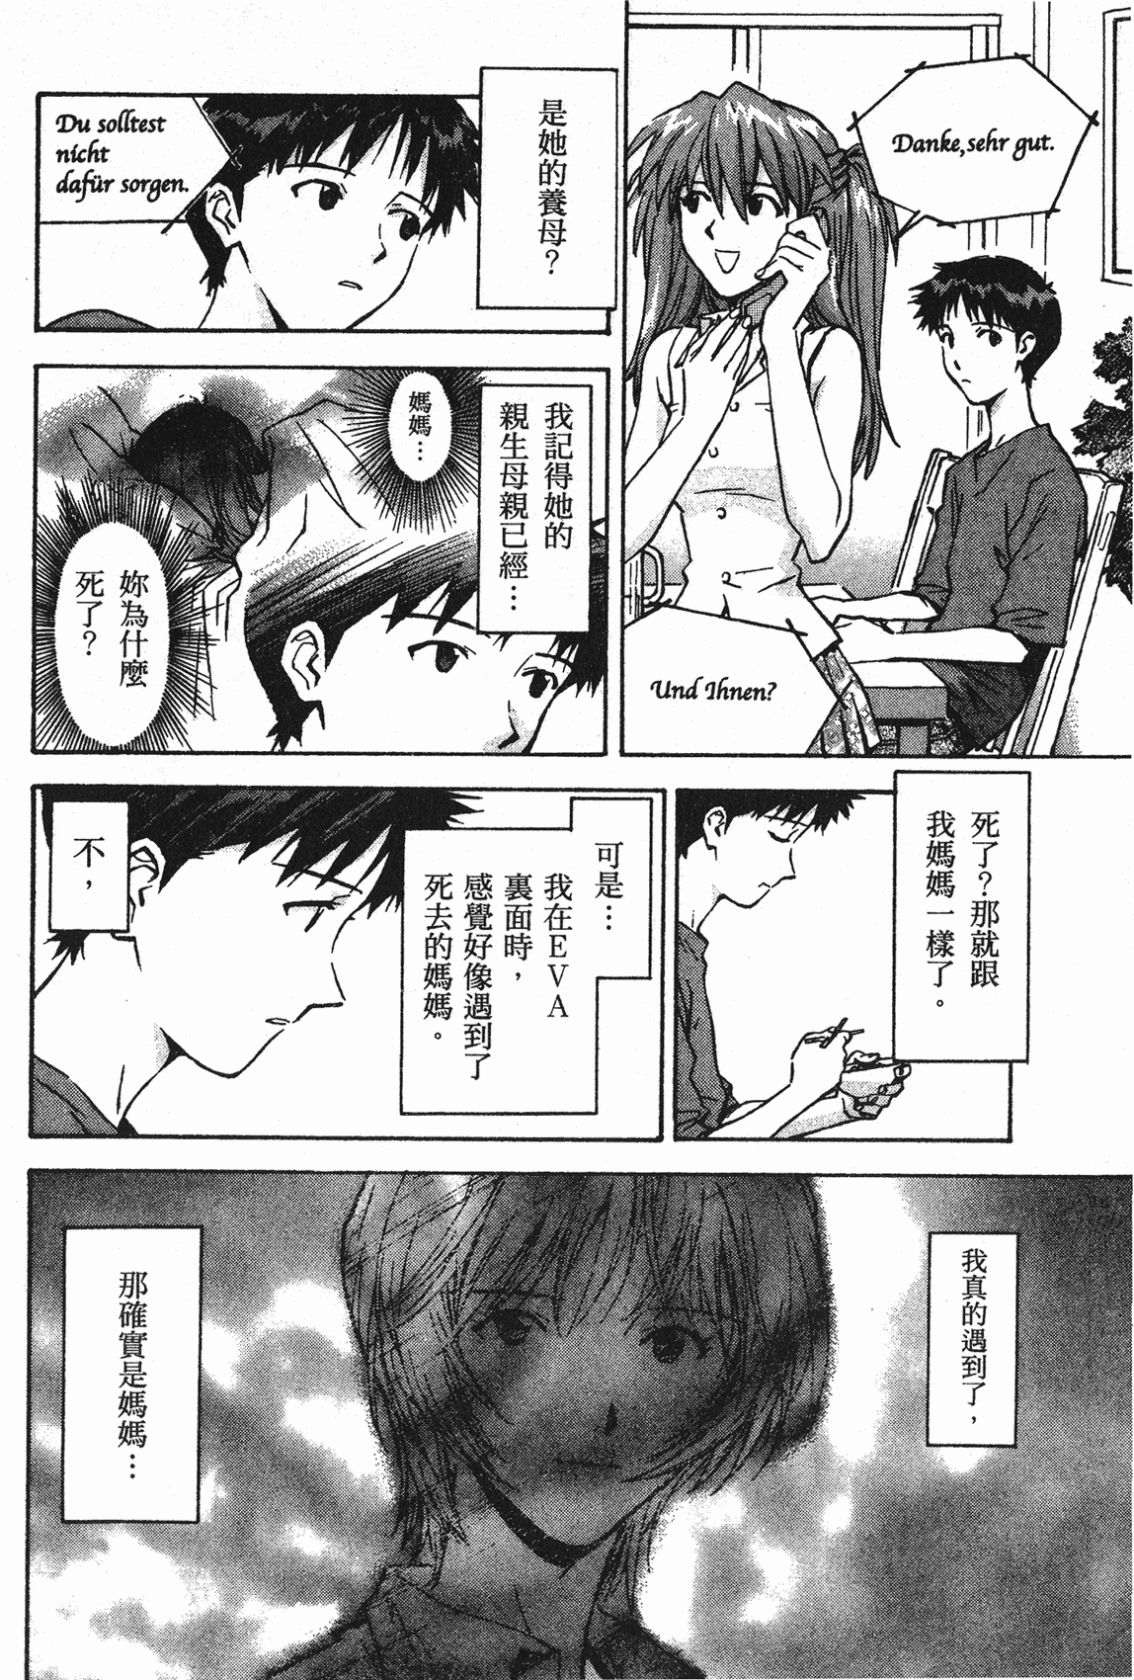 Danke,sehr gut.
Und Ihnen?
Du solltest
nicht
dafür sorgen.
是她的養母？
我記得她的
親生母親已經…
媽媽…
妳為什麼
死了？
死了？那就跟
我媽媽一樣了。
可是…
我在EVA
裏面時，
感覺好像遇到了
死去的媽媽。
不，
我真的遇到了，
那確實是媽媽…